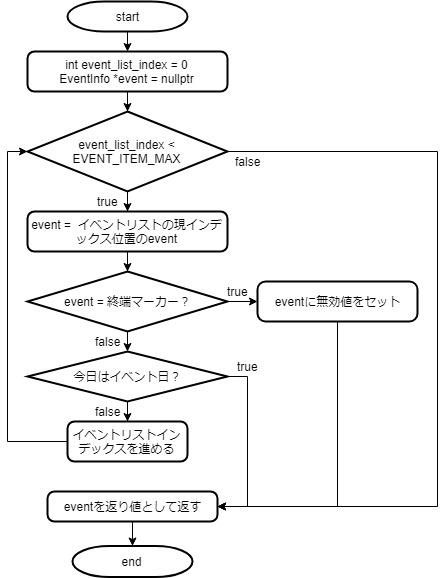 start
int event_list_index = 0
EventInfo *event = nullptr
event_list_index <
EVENT_ITEM_MAX
false
true
event = イベントリストの現インデ
ックス位置のevent
event = 終端マーカー？
true
eventに無効値をセット
false
今日はイベント日？
true
false
イベントリストイン
デックスを進める
eventを返り値として返す
end